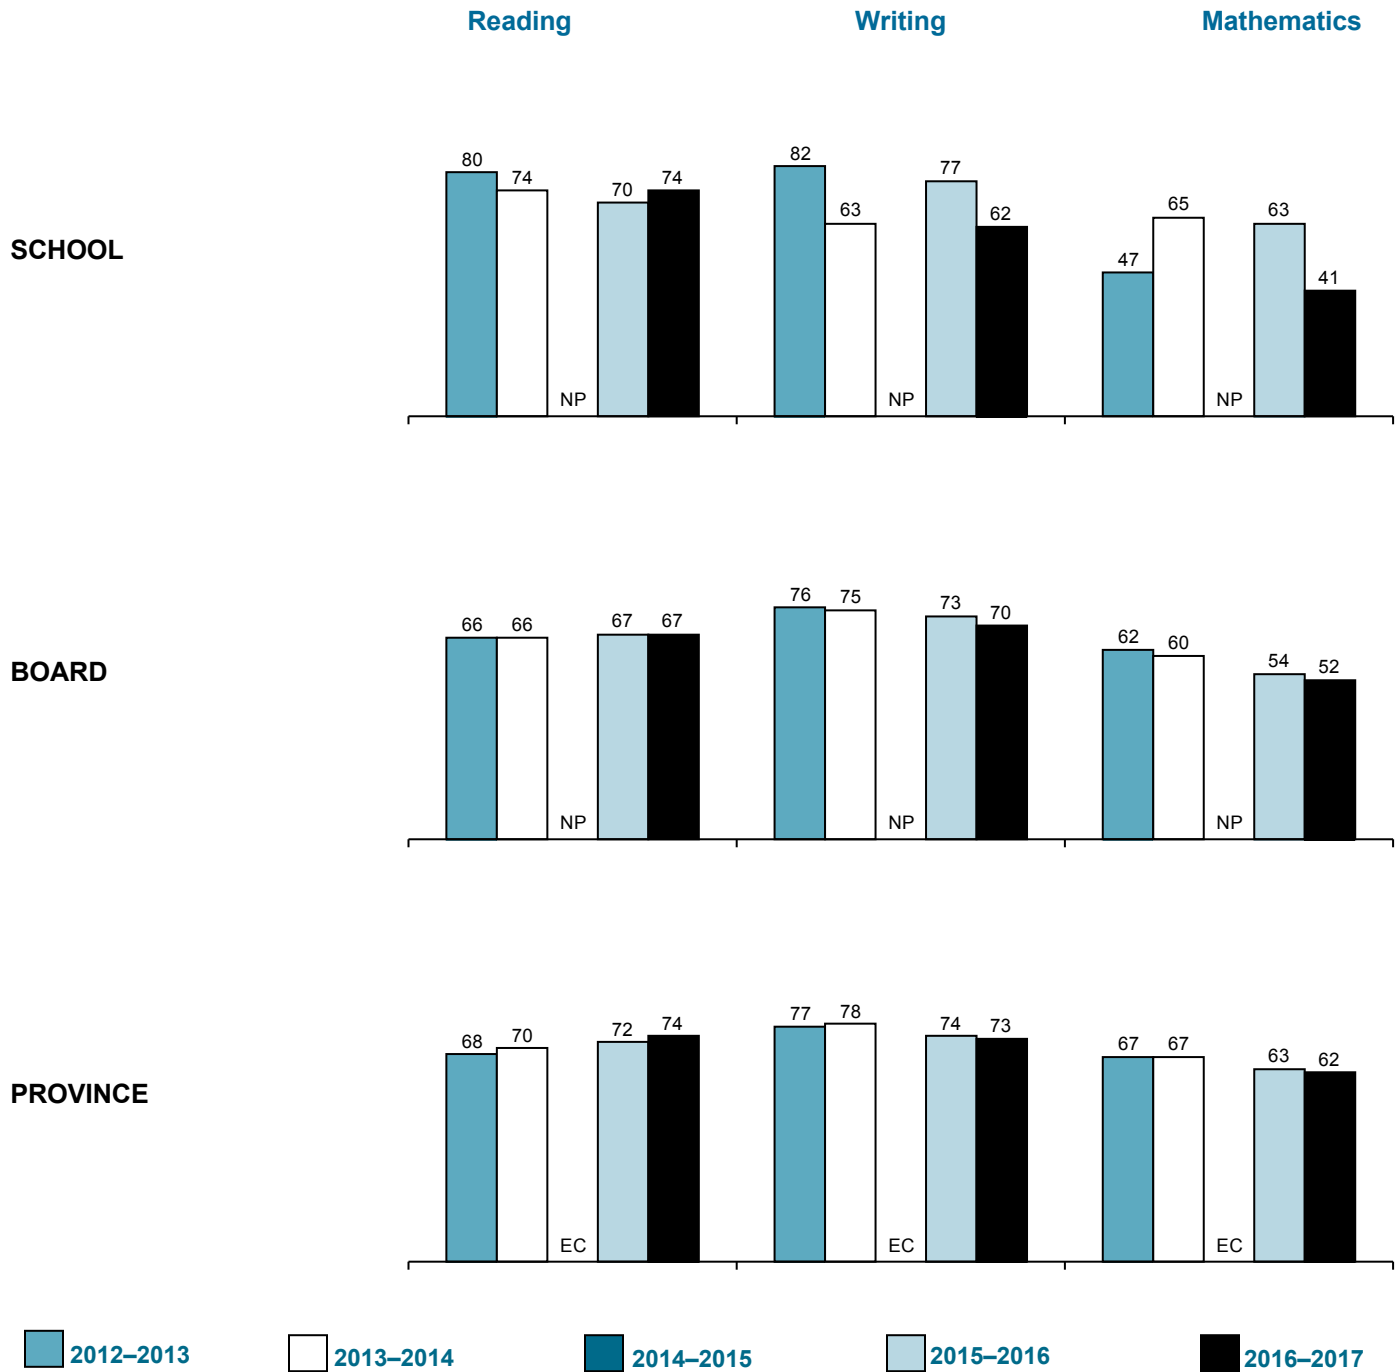 Reading Writing Mathematics
SCHOOL
80 74 NP 70 74 82 63 NP 77 62 47 65 NP 63 41
BOARD
66 66 NP 67 67 76 75 NP 73 70 62 60 NP 54 52
PROVINCE
68 70 EC 72 74 77 78 EC 74 73 67 67 EC 63 62
2012–2013 2013–2014 2014–2015 2015–2016 2016–2017